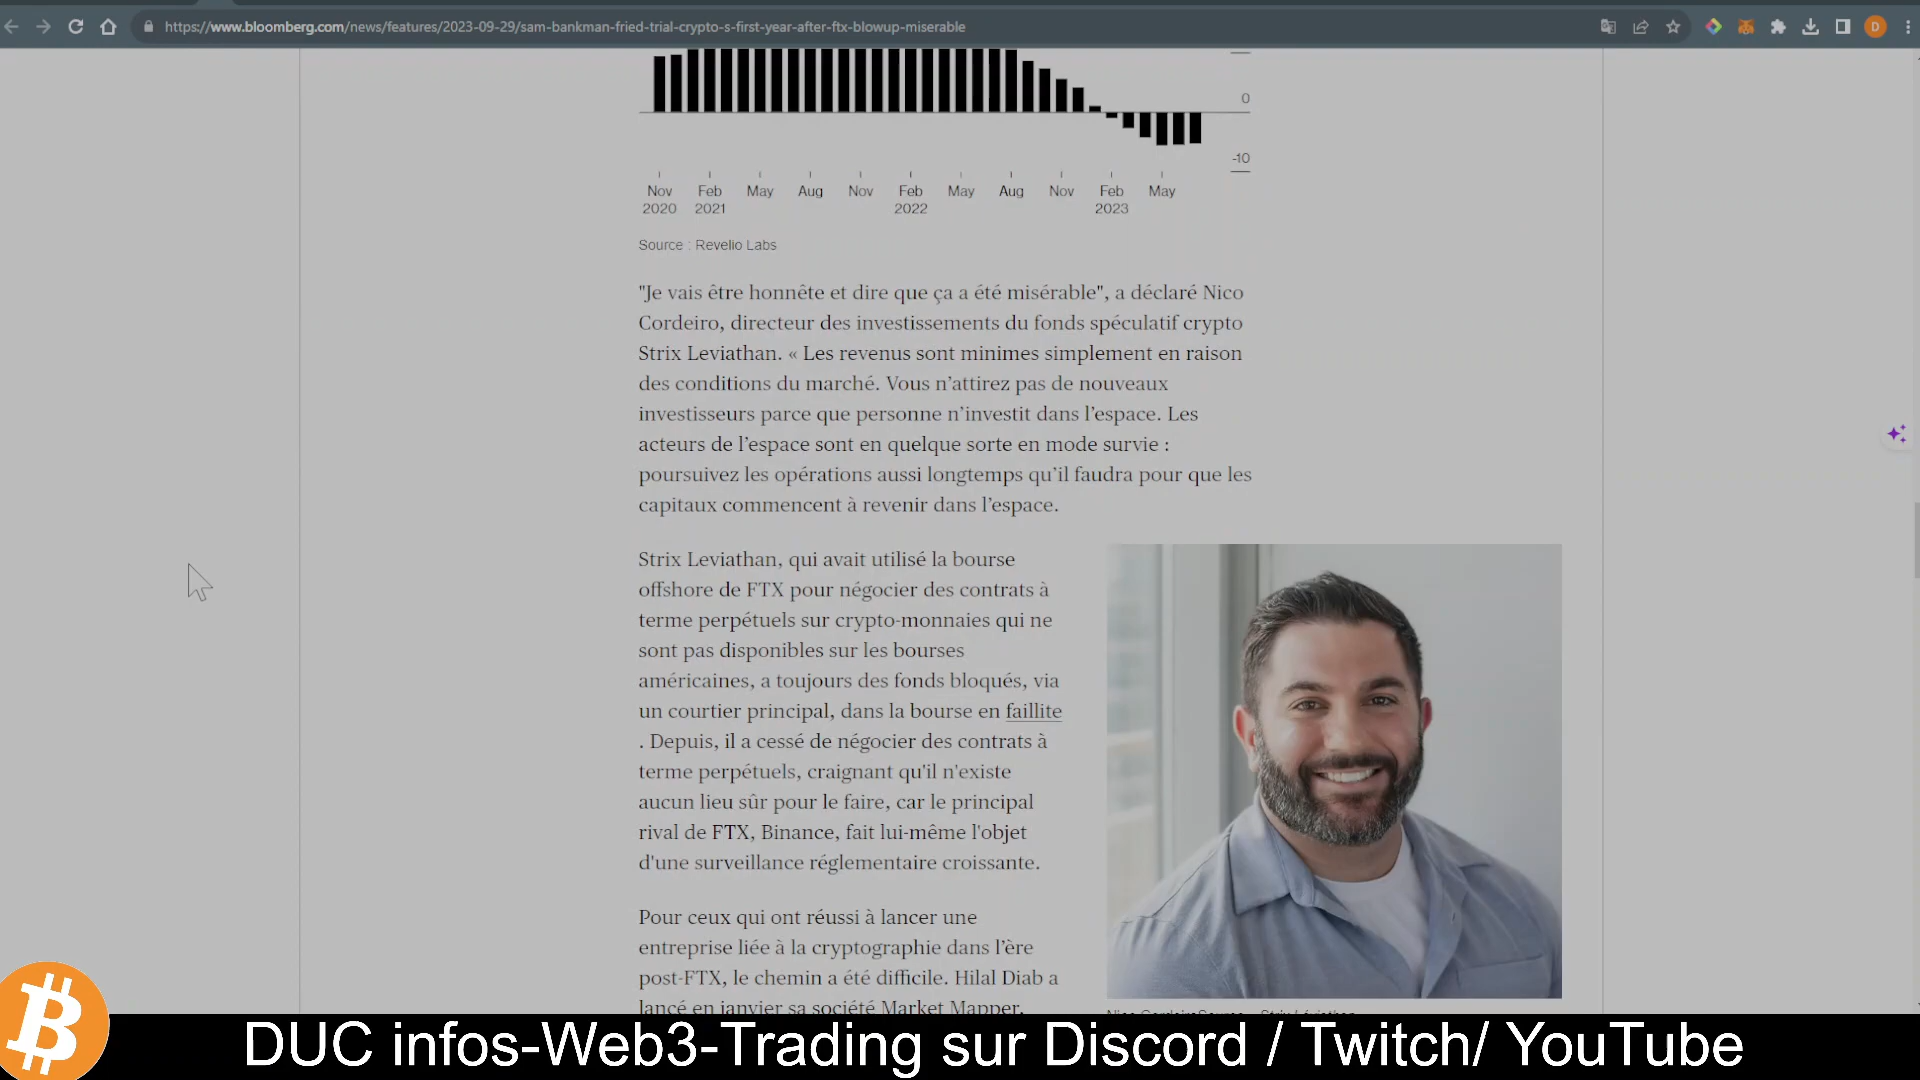 https://www.bloomberg.com/news/features/2023-09-29/sam-bankman-fried-trial-crypto-s-first-year-after-ftx-blowup-miserable
D
0
-10
Nov Feb May Aug Nov Feb May Aug Nov Feb May
2020 2021 2022 2023
Source : Revelio Labs
"Je vais être honnête et dire que ça a été misérable", a déclaré Nico
Cordeiro, directeur des investissements du fonds spéculatif crypto
Strix Leviathan. « Les revenus sont minimes simplement en raison
des conditions du marché. Vous n’attirez pas de nouveaux
investisseurs parce que personne n’investit dans l’espace. Les
acteurs de l’espace sont en quelque sorte en mode survie :
poursuivez les opérations aussi longtemps qu’il faudra pour que les
capitaux commencent à revenir dans l’espace.
Strix Leviathan, qui avait utilisé la bourse
offshore de FTX pour négocier des contrats à
terme perpétuels sur crypto-monnaies qui ne
sont pas disponibles sur les bourses
américaines, a toujours des fonds bloqués, via
un courtier principal, dans la bourse en faillite
. Depuis, il a cessé de négocier des contrats à
terme perpétuels, craignant qu'il n'existe
aucun lieu sûr pour le faire, car le principal
rival de FTX, Binance, fait lui-même l'objet
d'une surveillance réglementaire croissante.
Pour ceux qui ont réussi à lancer une
entreprise liée à la cryptographie dans l’ère
post-FTX, le chemin a été difficile. Hilal Diab a
lancé en janvier sa société Market Mapper,
DUC infos-Web3-Trading sur Discord / Twitch/ YouTube